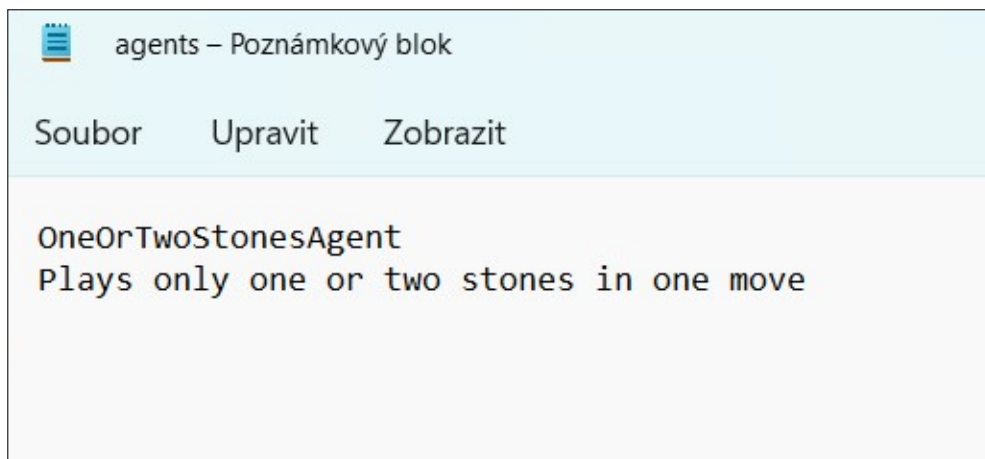 agents – Poznámkový blok
Soubor Upravit Zobrazit
OneOrTwoStonesAgent
Plays only one or two stones in one move